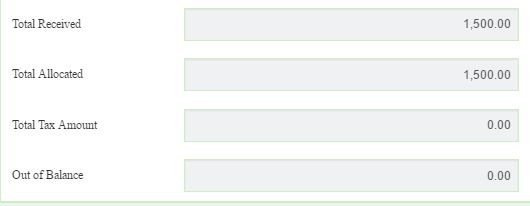 Total Received 1,500.00
Total Allocated 1,500.00
Total Tax Amount 0.00
Out of Balance 0.00